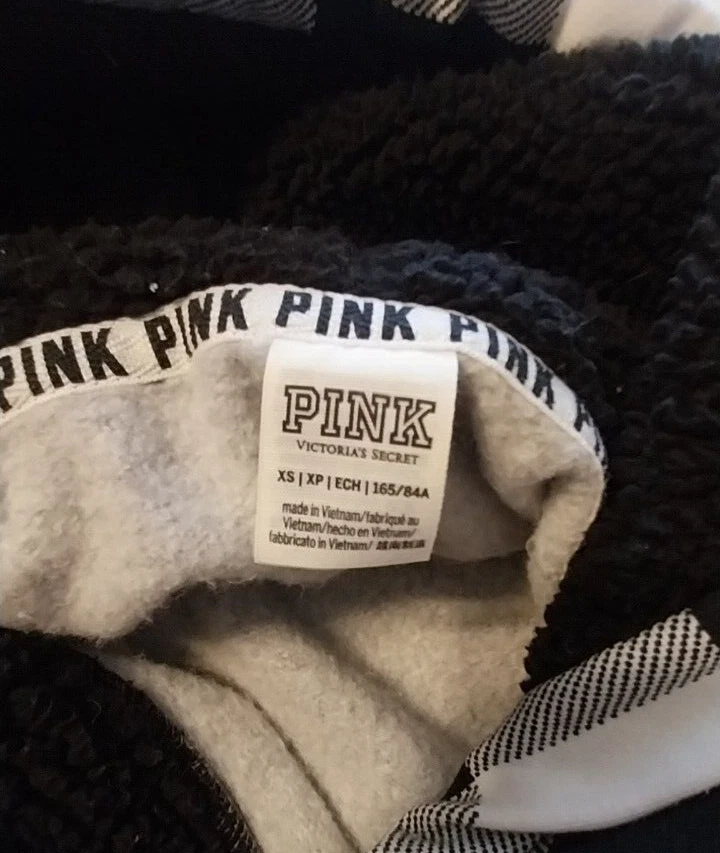 PINK PINK PINK PINK
PINK
VICTORIA'S SECRET
XS | XP | ECH | 165/84A
made in Vietnam/fabriqué au
Vietnam/hecho en Vietnam/
fabbricato in Vietnam/